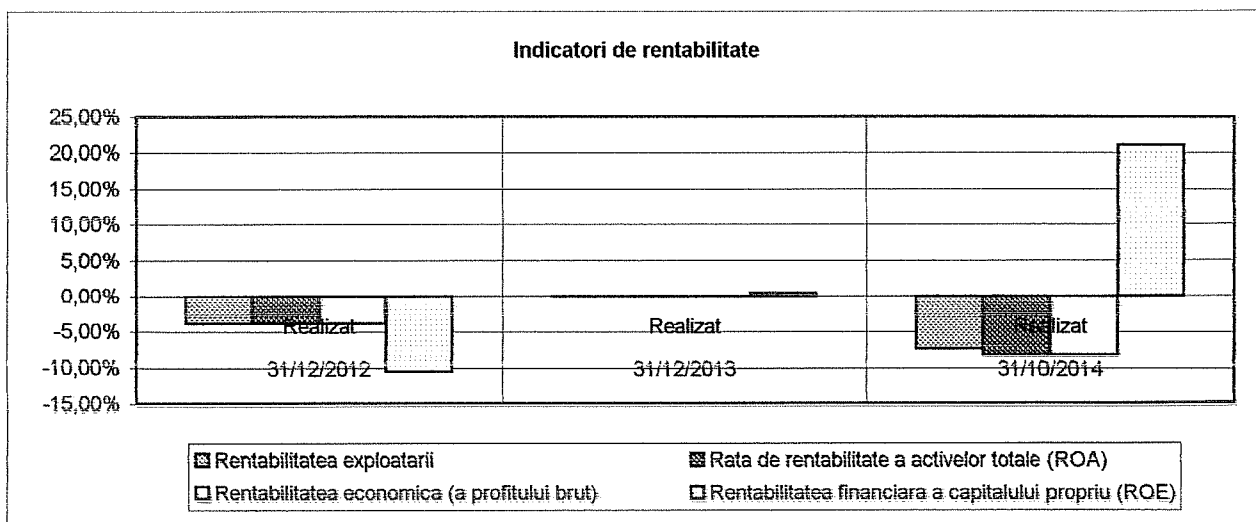 Indicatori de rentabilitate
25,00%
20,00%
15,00%
10,00%
5,00%
0,00%
-5,00%
-10,00%
-15,00%
Realizat Realizat Realizat
31/12/2012 31/12/2013 31/10/2014
Rentabilitatea exploatarii Rata de rentabilitate a activelor totale (ROA)
Rentabilitatea economica (a profitului brut) Rentabilitatea financiara a capitalului propriu (ROE)